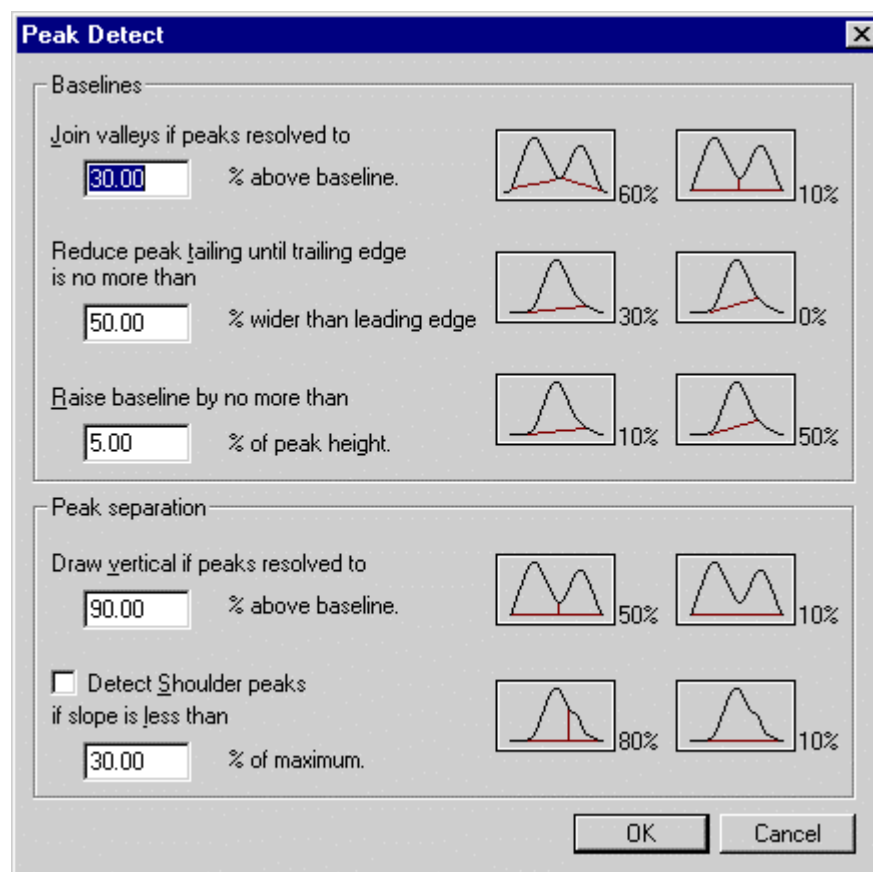 Peak Detect
Baselines
Join valleys if peaks resolved to
30.00 % above baseline.
60% 10%
Reduce peak tailing until trailing edge
is no more than
50.00 % wider than leading edge
30% 0%
Raise baseline by no more than
5.00 % of peak height.
10% 50%
Peak separation
Draw vertical if peaks resolved to
90.00 % above baseline.
50% 10%
Detect Shoulder peaks
if slope is less than
30.00 % of maximum.
80% 10%
OK Cancel